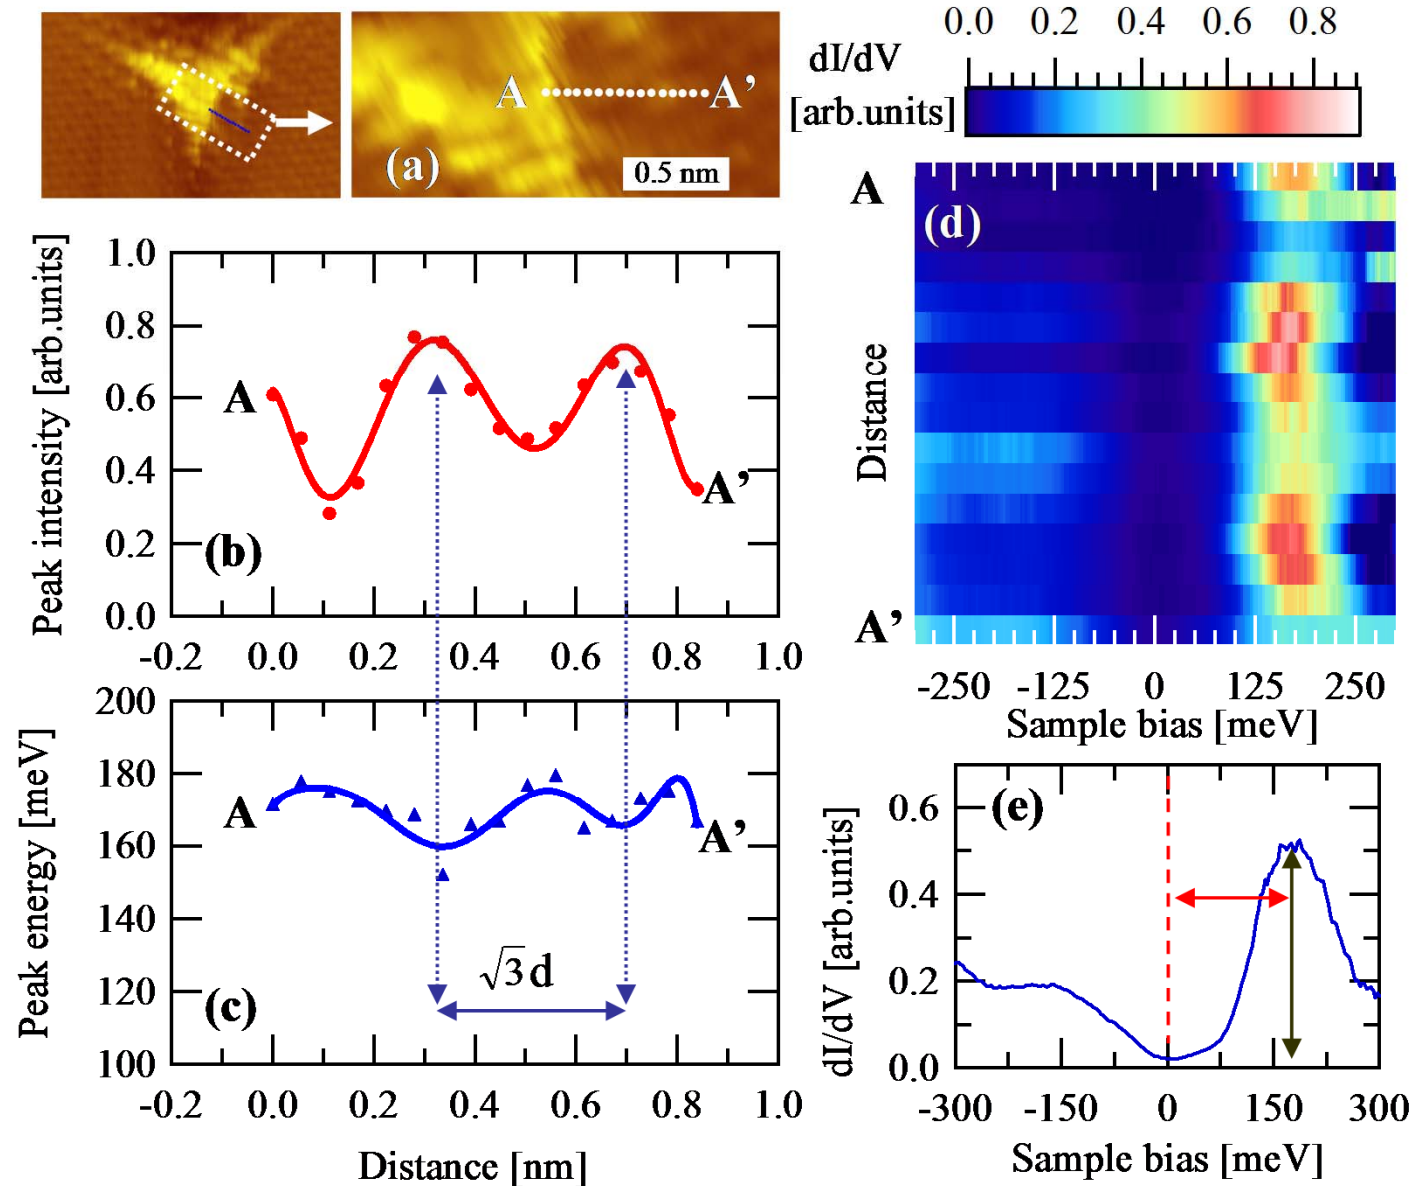 (a)
A
A’
0.5 nm
dI/dV
[arb.units]
0.0 0.2 0.4 0.6 0.8
Peak intensity [arb.units]
1.0
0.8
0.6
0.4
0.2
0.0
A
A’
(b)
-0.2 0.0 0.2 0.4 0.6 0.8 1.0
Peak energy [meV]
200
180
160
140
120
100
A
A’
√3 d
(c)
-0.2 0.0 0.2 0.4 0.6 0.8 1.0
Distance [nm]
A
(d)
Distance
A’
-250 -125 0 125 250
Sample bias [meV]
dI/dV [arb.units]
0.6
0.4
0.2
0.0
(e)
-300 -150 0 150 300
Sample bias [meV]